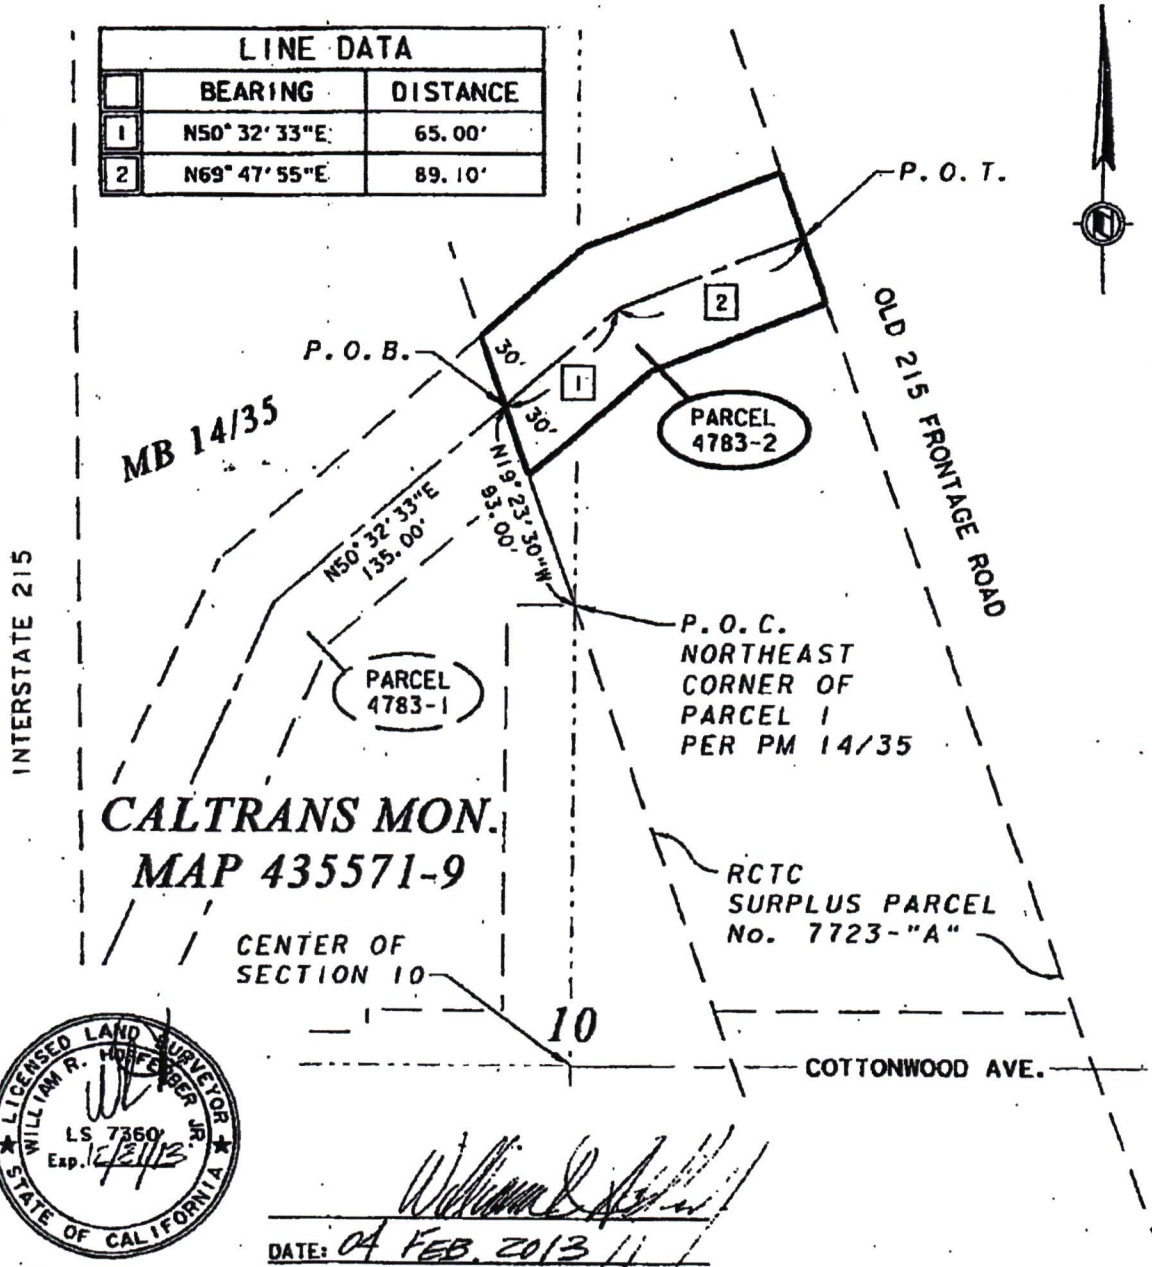 LINE DATA
BEARING DISTANCE
1 N50° 32' 33"E 65.00'
2 N69° 47' 55"E 89.10'
P.O.T.
P.O.B.
30'
30'
1
2
PARCEL
4783-2
OLD 215 FRONTAGE ROAD
MB 14/35
N19° 23' 30"W
93.00'
N50° 32' 33"E
135.00'
INTERSTATE 215
P.O.C.
NORTHEAST
CORNER OF
PARCEL 1
PER PM 14/35
PARCEL
4783-1
CALTRANS MON.
MAP 435571-9
RCTC
SURPLUS PARCEL
No. 7723-"A"
CENTER OF
SECTION 10
10
COTTONWOOD AVE.
LICENSED LAND SURVEYOR
WILLIAM R. HOFFERBER JR.
LS 7360
Exp. 12/31/13
STATE OF CALIFORNIA
DATE: 04 FEB. 2013